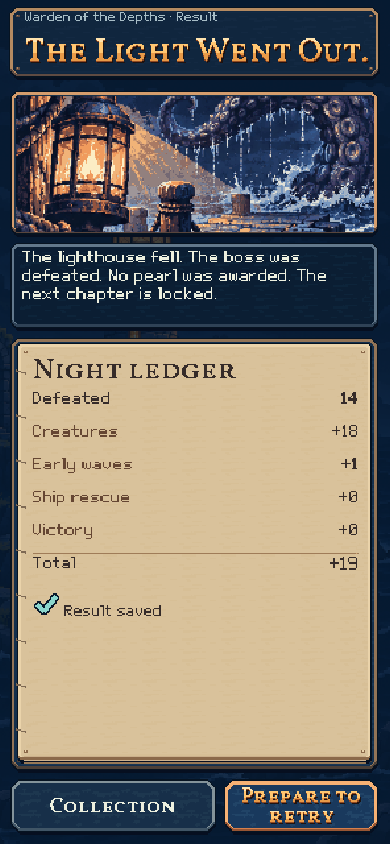 Warden of the Depths · Result
The Light Went Out.
The lighthouse fell. The boss was
defeated. No pearl was awarded. The
next chapter is locked.
Night ledger
Defeated 14
Creatures +18
Early waves +1
Ship rescue +0
Victory +0
Total +19
Result saved
Collection
Prepare to
retry